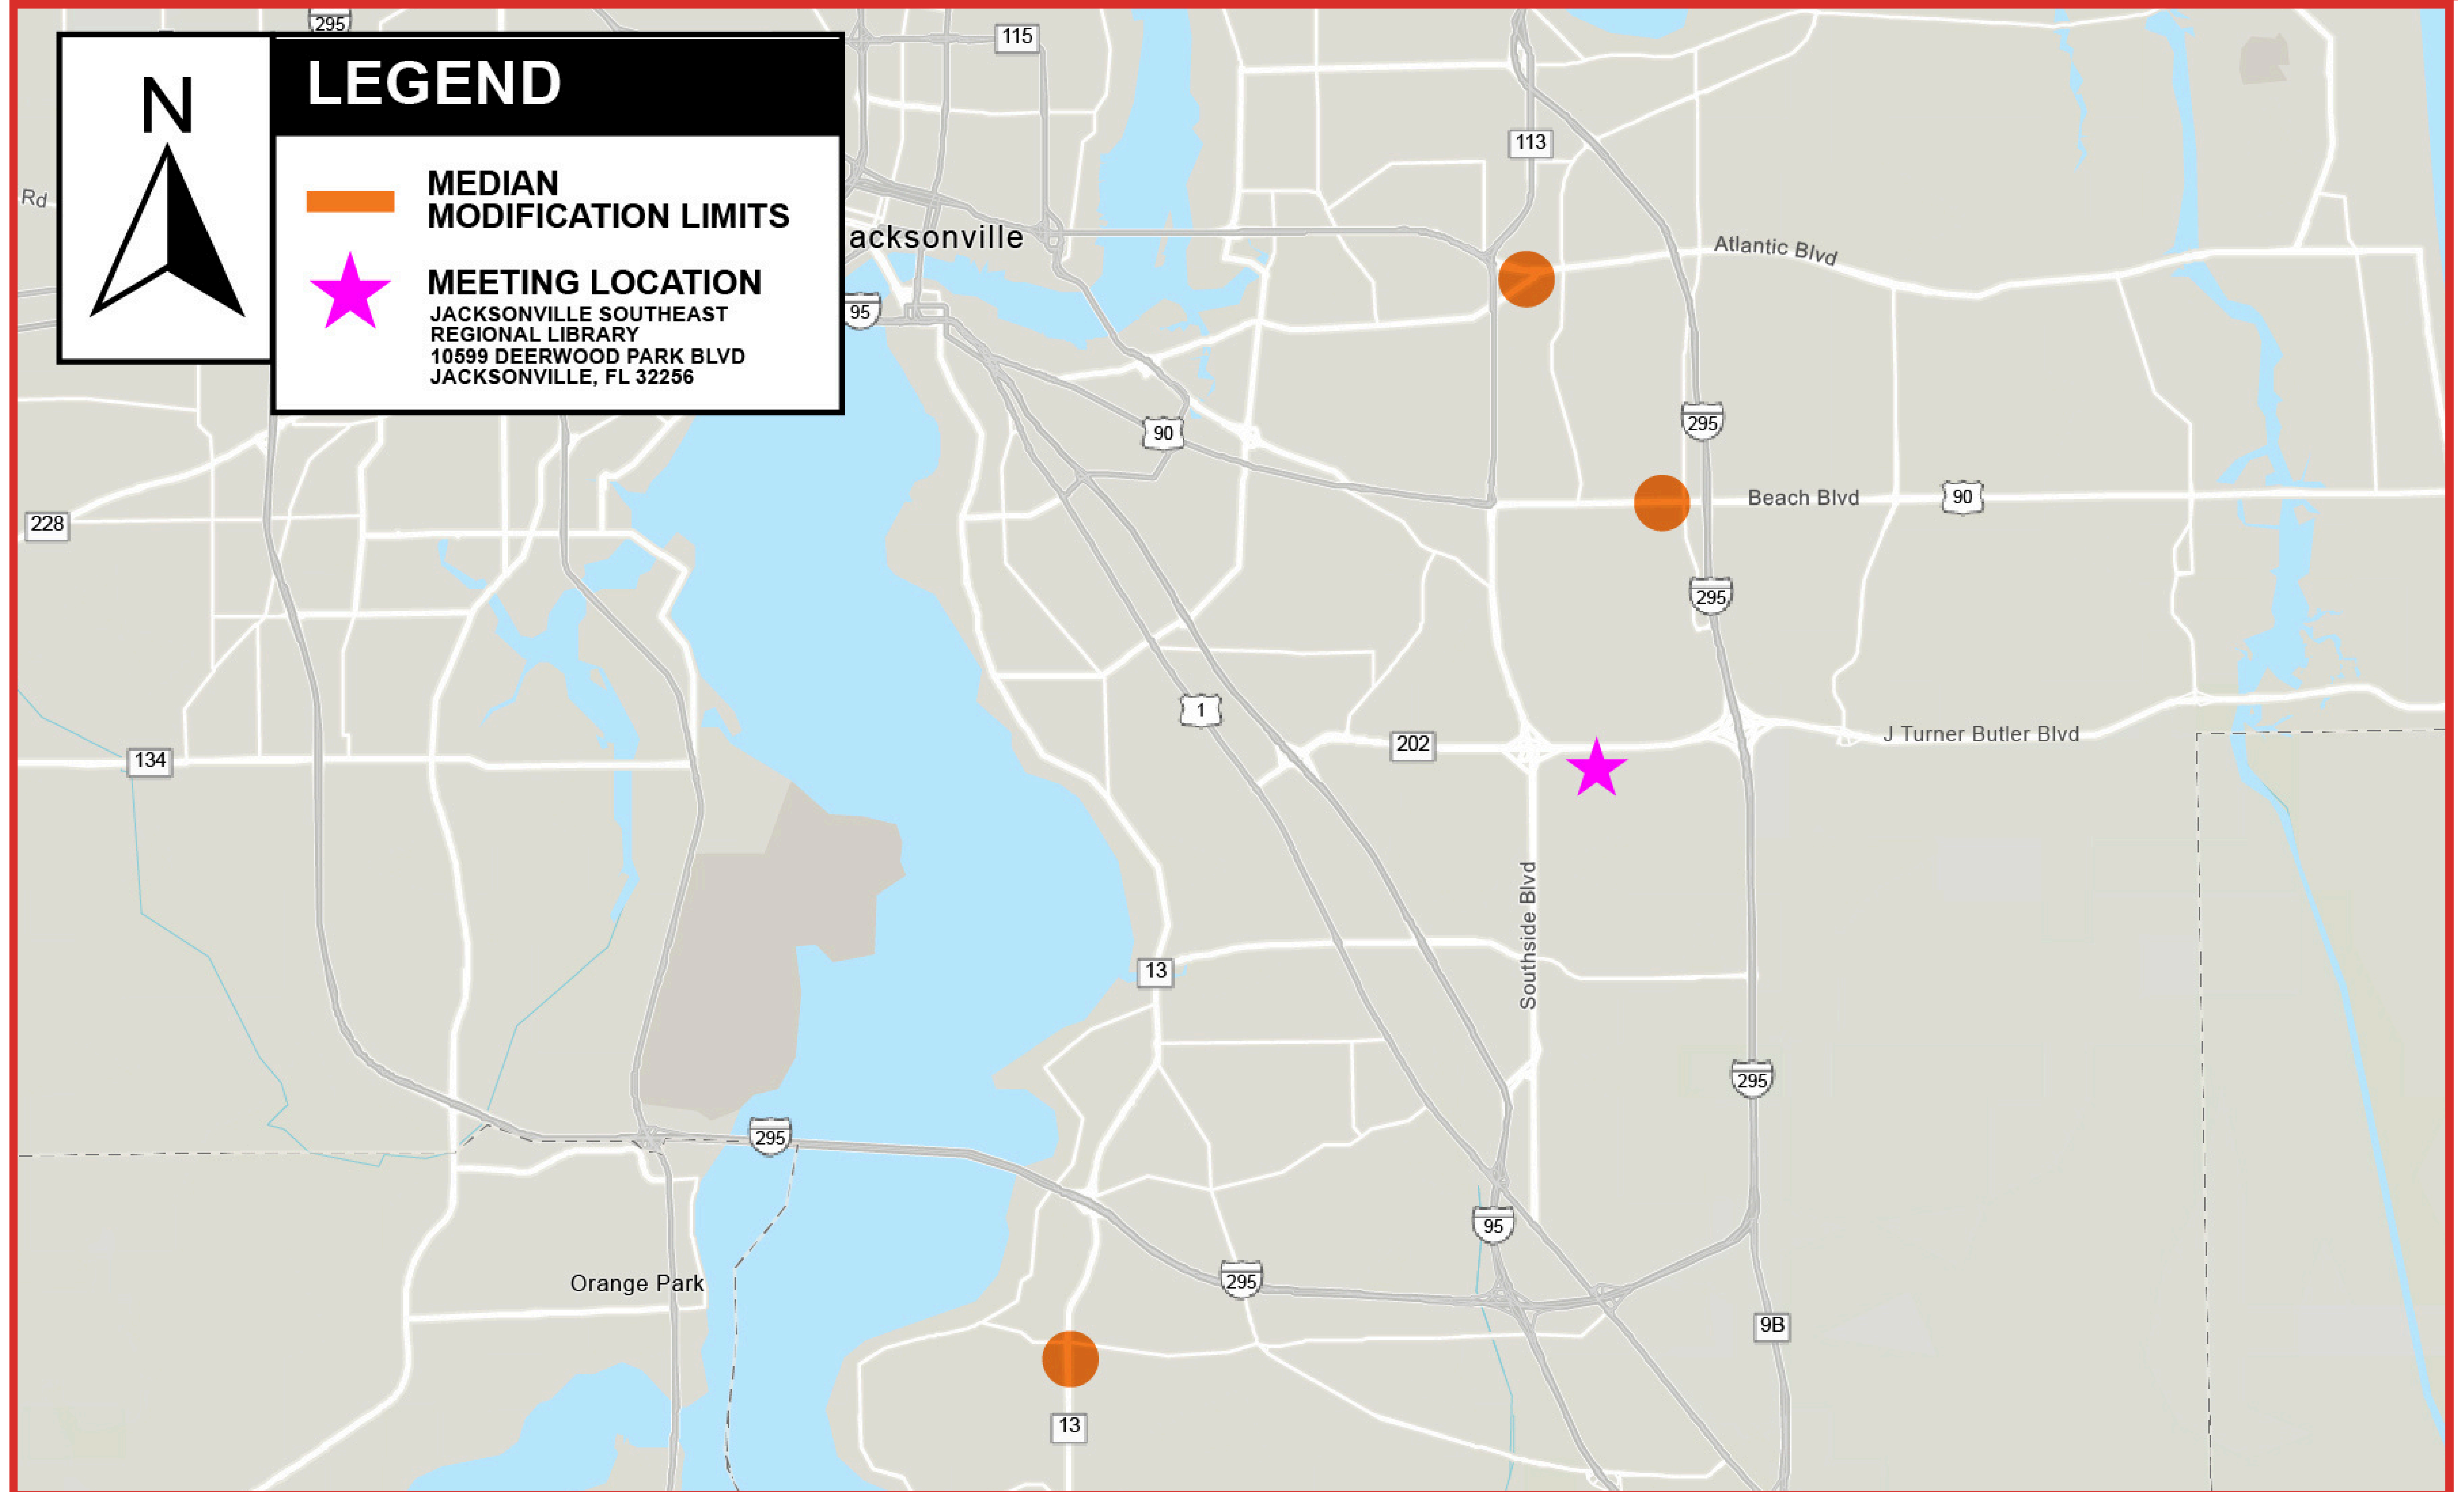 295
115
N
LEGEND
MEDIAN
MODIFICATION LIMITS
MEETING LOCATION
JACKSONVILLE SOUTHEAST
REGIONAL LIBRARY
10599 DEERWOOD PARK BLVD
JACKSONVILLE, FL 32256
113
Rd
acksonville
Atlantic Blvd
95
295
90
Beach Blvd
90
228
295
1
202
J Turner Butler Blvd
134
Southside Blvd
13
295
295
95
Orange Park
295
9B
13